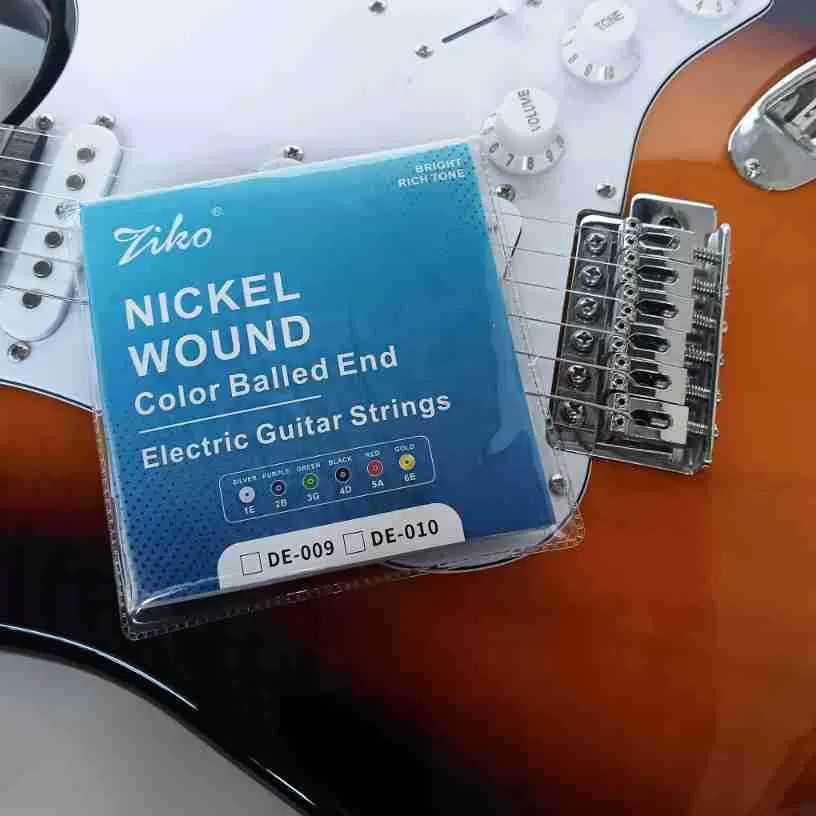 TONE
VOLUME
BRIGHT
RICH TONE
Ziko®
NICKEL
WOUND
Color Balled End
Electric Guitar Strings
SILVER PURPLE GREEN BLACK RED GOLD
1E 2B 3G 4D 5A 6E
DE-009 DE-010